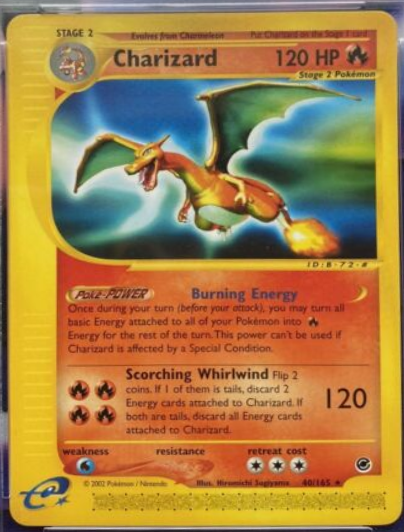 STAGE 2 Evolves from Charmeleon Put Charizard on the Stage 1 card
Charizard 120 HP
Stage 2 Pokémon
ID:B-72-#
Poké-POWER Burning Energy
Once during your turn (before your attack), you may turn all
basic Energy attached to all of your Pokémon into
Energy for the rest of the turn. This power can't be used if
Charizard is affected by a Special Condition.
Scorching Whirlwind Flip 2
coins. If 1 of them is tails, discard 2
Energy cards attached to Charizard. If
both are tails, discard all Energy cards
attached to Charizard.
120
weakness resistance retreat cost
© 2002 Pokémon / Nintendo Illus. Hiromichi Sugiyama 40/165 ★
e